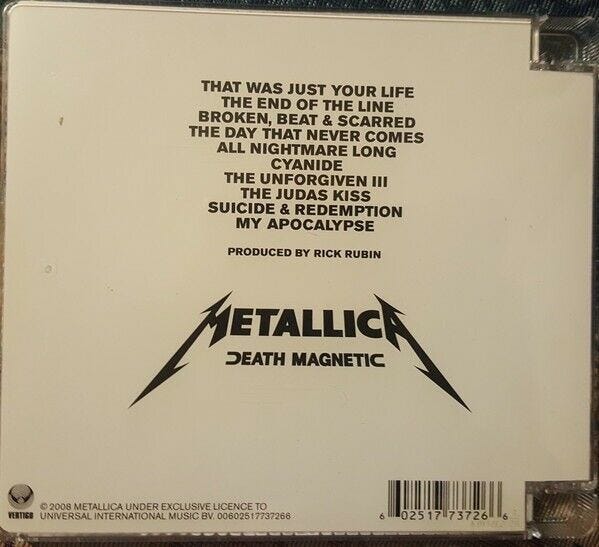 THAT WAS JUST YOUR LIFE
THE END OF THE LINE
BROKEN, BEAT & SCARRED
THE DAY THAT NEVER COMES
ALL NIGHTMARE LONG
CYANIDE
THE UNFORGIVEN III
THE JUDAS KISS
SUICIDE & REDEMPTION
MY APOCALYPSE
PRODUCED BY RICK RUBIN
METALLICA
DEATH MAGNETIC
VERTIGO
© 2008 METALLICA UNDER EXCLUSIVE LICENCE TO
UNIVERSAL INTERNATIONAL MUSIC BV. 00602517737266
6 02517 73726 6